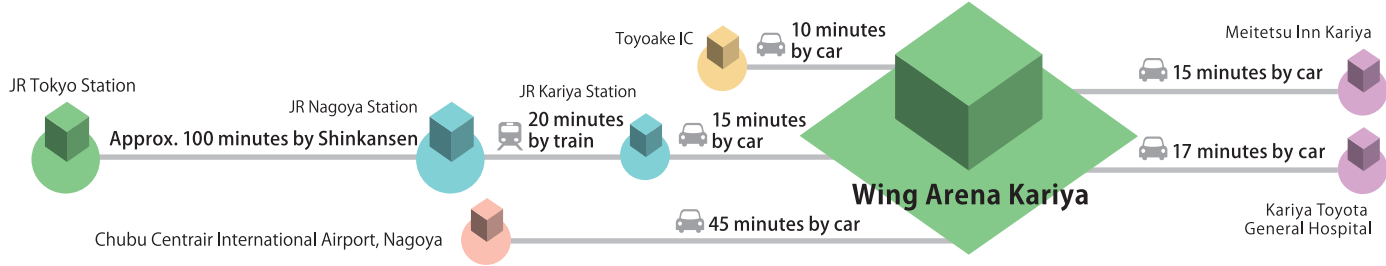 Toyoake IC
10 minutes
by car
Meitetsu Inn Kariya
15 minutes by car
JR Tokyo Station
Approx. 100 minutes by Shinkansen
JR Nagoya Station
20 minutes
by train
JR Kariya Station
15 minutes
by car
Wing Arena Kariya
17 minutes by car
Kariya Toyota
General Hospital
Chubu Centrair International Airport, Nagoya
45 minutes by car